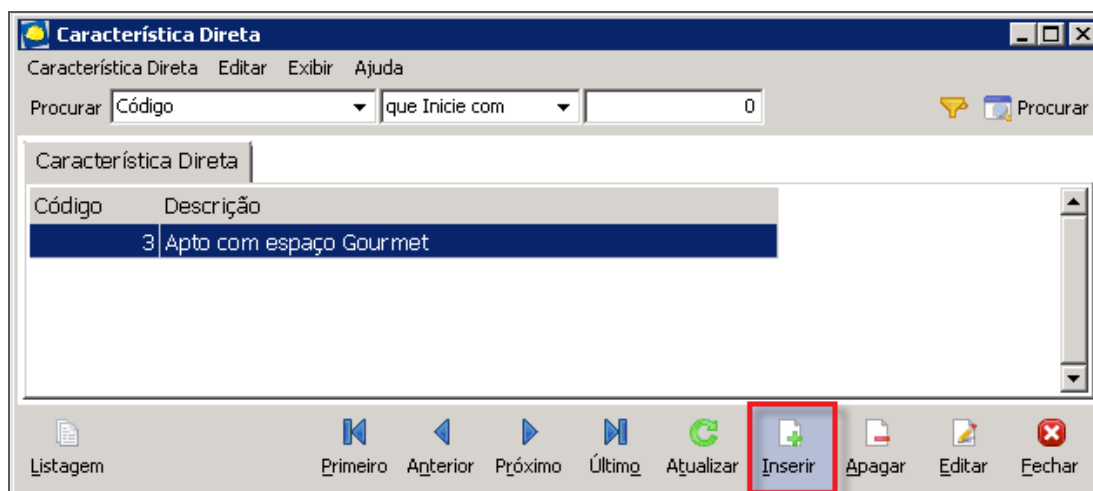 Característica Direta
Característica Direta Editar Exibir Ajuda
Procurar Código que Inicie com 0 Procurar
Característica Direta
Código Descrição
3 Apto com espaço Gourmet
Listagem Primeiro Anterior Próximo Último Atualizar Inserir Apagar Editar Fechar